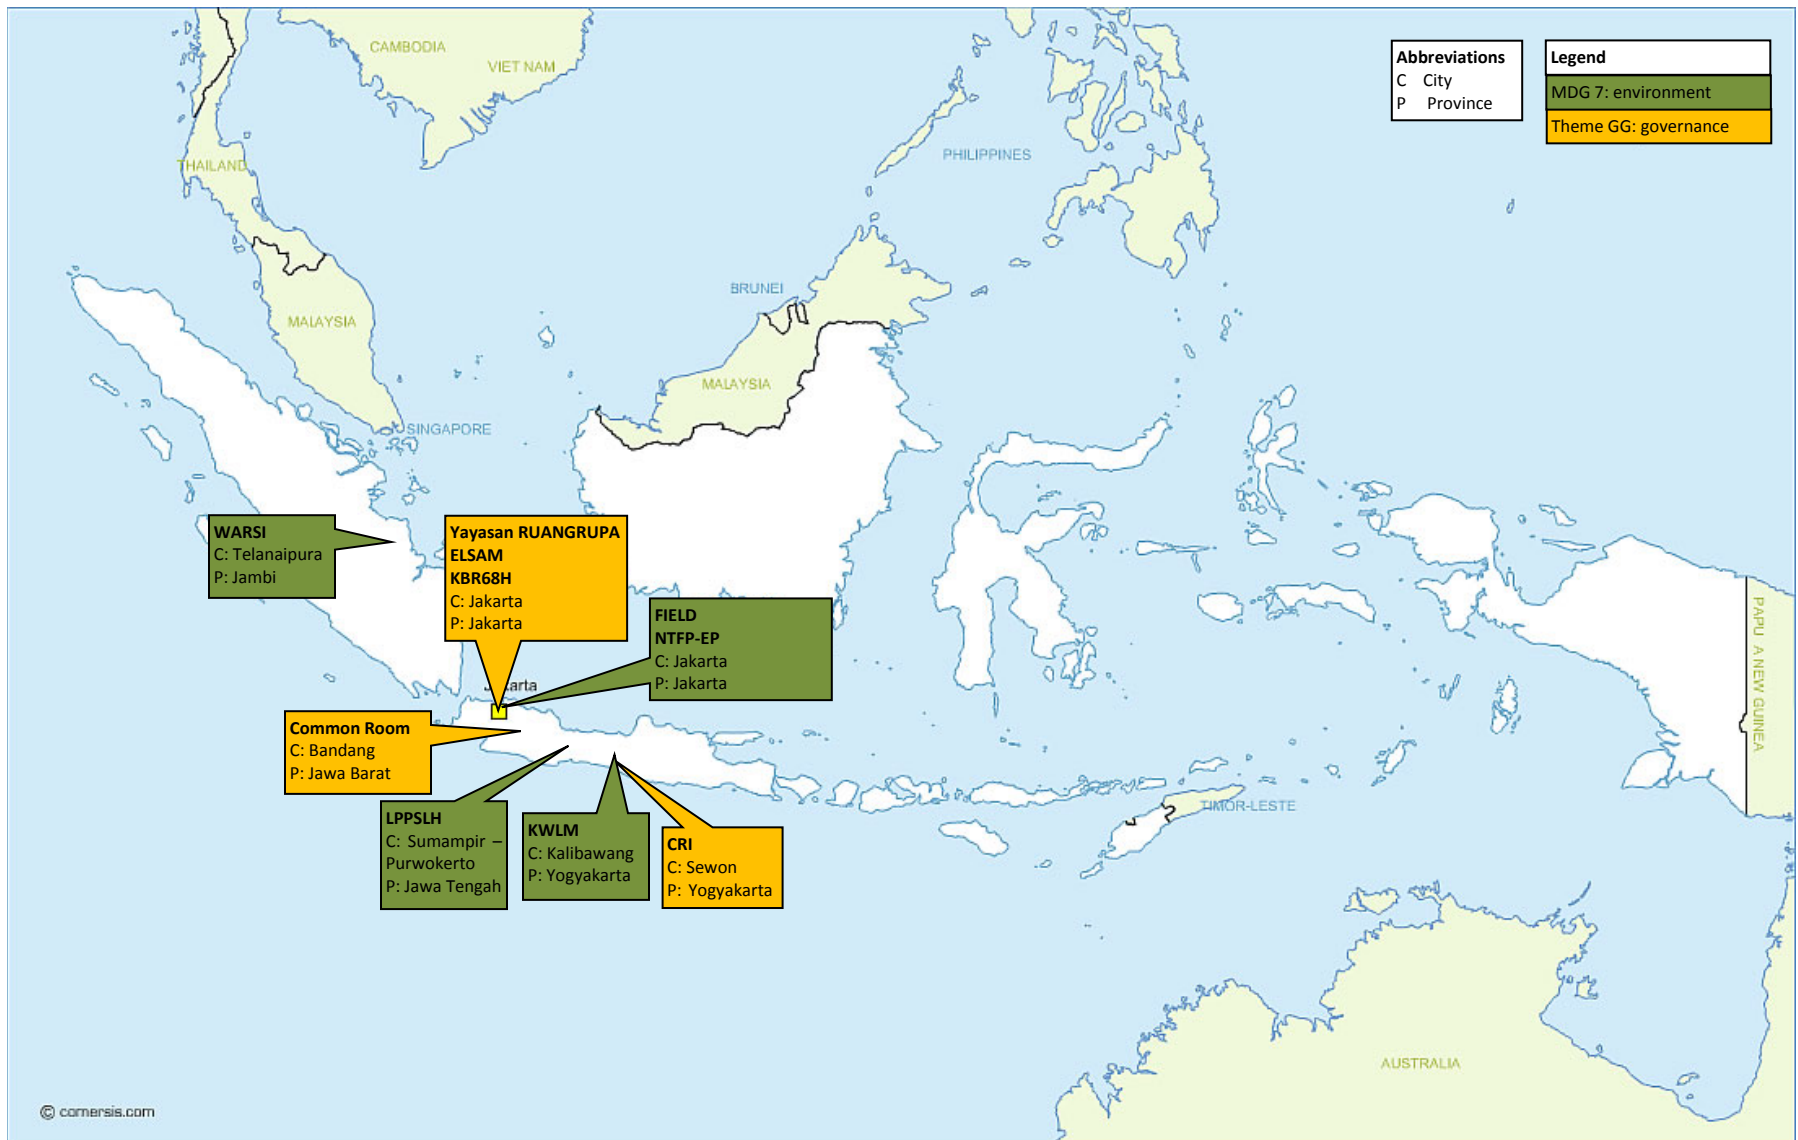 CAMBODIA
VIET NAM
THAILAND
PHILIPPINES
Abbreviations
C City
P Province
Legend
MDG 7: environment
Theme GG: governance
BRUNEI
MALAYSIA
MALAYSIA
SINGAPORE
WARSI
C: Telanaipura
P: Jambi
Yayasan RUANGRUPA
ELSAM
KBR68H
C: Jakarta
P: Jakarta
FIELD
NTFP-EP
C: Jakarta
P: Jakarta
Jakarta
Common Room
C: Bandang
P: Jawa Barat
LPPSLH
C: Sumampir –
Purwokerto
P: Jawa Tengah
KWLM
C: Kalibawang
P: Yogyakarta
CRI
C: Sewon
P: Yogyakarta
TIMOR-LESTE
PAPU A NEW GUINEA
AUSTRALIA
© comersis.com